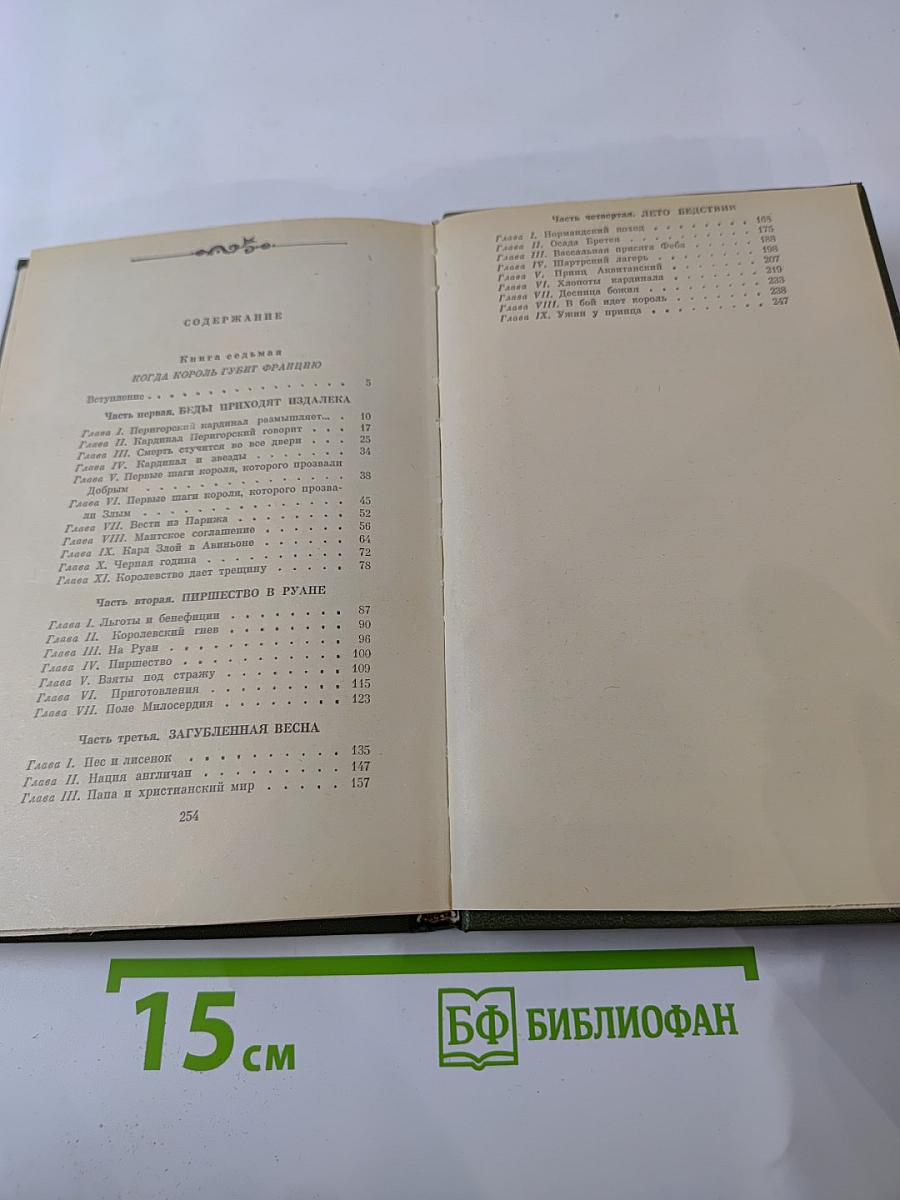 СОДЕРЖАНИЕ
Книга седьмая
КОГДА КОРОЛЬ ГУБИТ ФРАНЦИЮ
Вступление . . . . . . . . . . . . . . . 5
Часть первая. БЕДЫ ПРИХОДЯТ ИЗДАЛЕКА
Глава I. Перигорский кардинал размышляет... . 10
Глава II. Кардинал Перигорский говорит . . . 17
Глава III. Смерть стучится во все двери . . . 25
Глава IV. Кардинал и звезды . . . . . . . 34
Глава V. Первые шаги короля, которого прозвали
Добрым . . . . . . . . . . . . . . . 38
Глава VI. Первые шаги короля, которого прозва-
ли Злым . . . . . . . . . . . . . . 45
Глава VII. Вести из Парижа . . . . . . . 52
Глава VIII. Мантское соглашение . . . . . . 56
Глава IX. Карл Злой в Авиньоне . . . . . . 64
Глава X. Черная година . . . . . . . . . 72
Глава XI. Королевство дает трещину . . . . . 78
Часть вторая. ПИРШЕСТВО В РУАНЕ
Глава I. Льготы и бенефиции . . . . . . . 87
Глава II. Королевский гнев . . . . . . . 90
Глава III. На Руан . . . . . . . . . . 96
Глава IV. Пиршество . . . . . . . . . . 100
Глава V. Взяты под стражу . . . . . . . . 109
Глава VI. Приготовления . . . . . . . . . 115
Глава VII. Поле Милосердия . . . . . . . . 123
Часть третья. ЗАГУБЛЕННАЯ ВЕСНА
Глава I. Пес и лисенок . . . . . . . . . 135
Глава II. Нация англичан . . . . . . . . . 147
Глава III. Папа и христианский мир . . . . . 157
254
Часть четвертая. ЛЕТО БЕДСТВИЙ
Глава I. Нормандский поход . . . . . . . 168
Глава II. Осада Бретея . . . . . . . . . 175
Глава III. Вассальная присяга Феба . . . . . 188
Глава IV. Шартрский лагерь . . . . . . . 198
Глава V. Принц Аквитанский . . . . . . . 207
Глава VI. Хлопоты кардинала . . . . . . . 219
Глава VII. Десница божия . . . . . . . . 233
Глава VIII. В бой идет король . . . . . . . 238
Глава IX. Ужин у принца . . . . . . . . 247
15 см
БФ БИБЛИОФАН